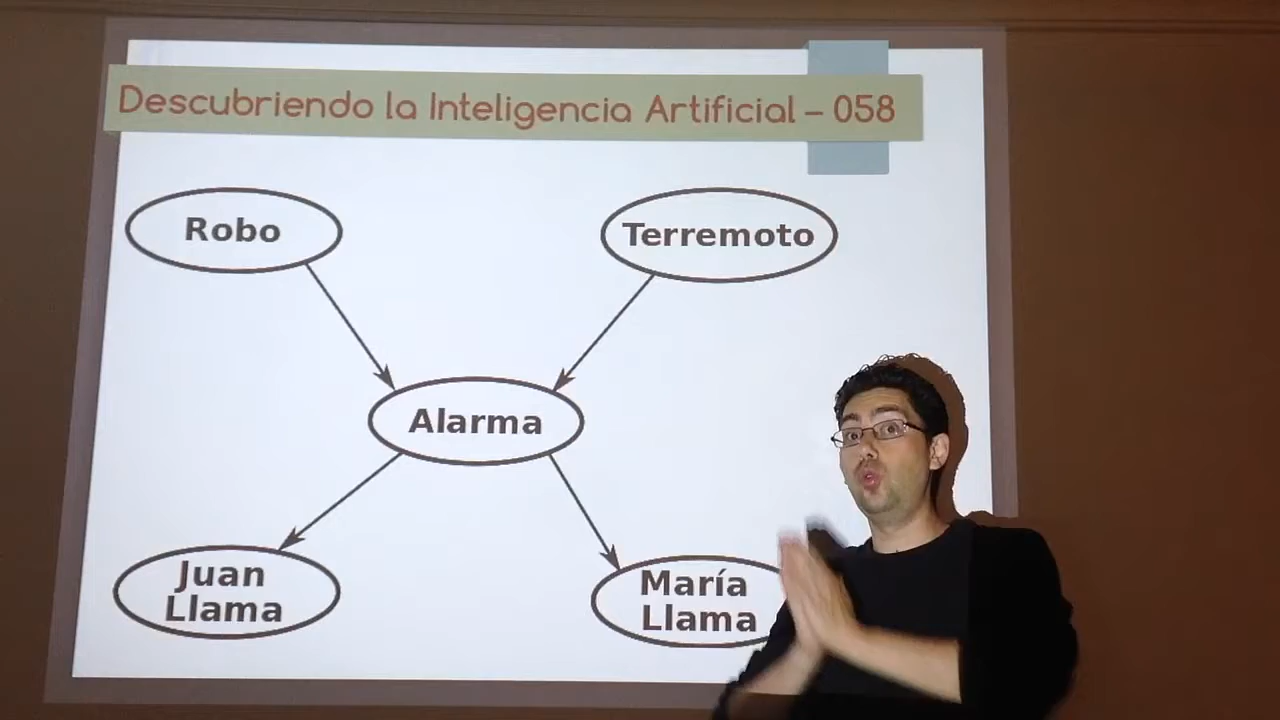 Descubriendo la Inteligencia Artificial – 058
Robo
Terremoto
Alarma
Juan
Llama
María
Llama